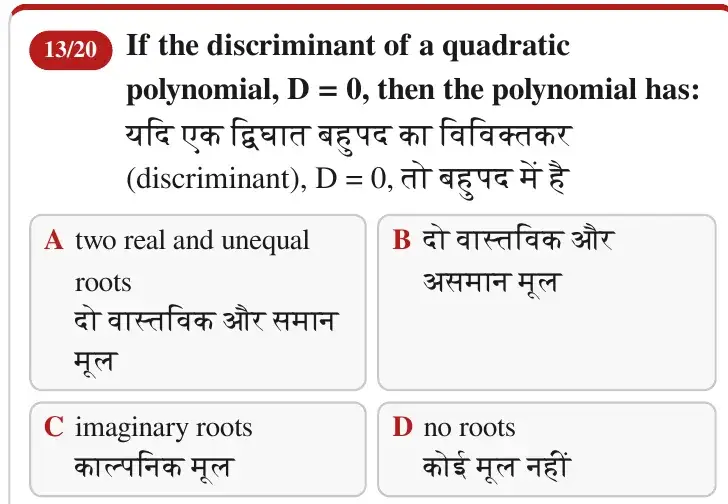 13/20 If the discriminant of a quadratic
polynomial, D = 0, then the polynomial has:
यदि एक द्विघात बहुपद का विविक्तकर
(discriminant), D = 0, तो बहुपद में है
A two real and unequal
roots
दो वास्तविक और समान
मूल
B दो वास्तविक और
असमान मूल
C imaginary roots
काल्पनिक मूल
D no roots
कोई मूल नहीं